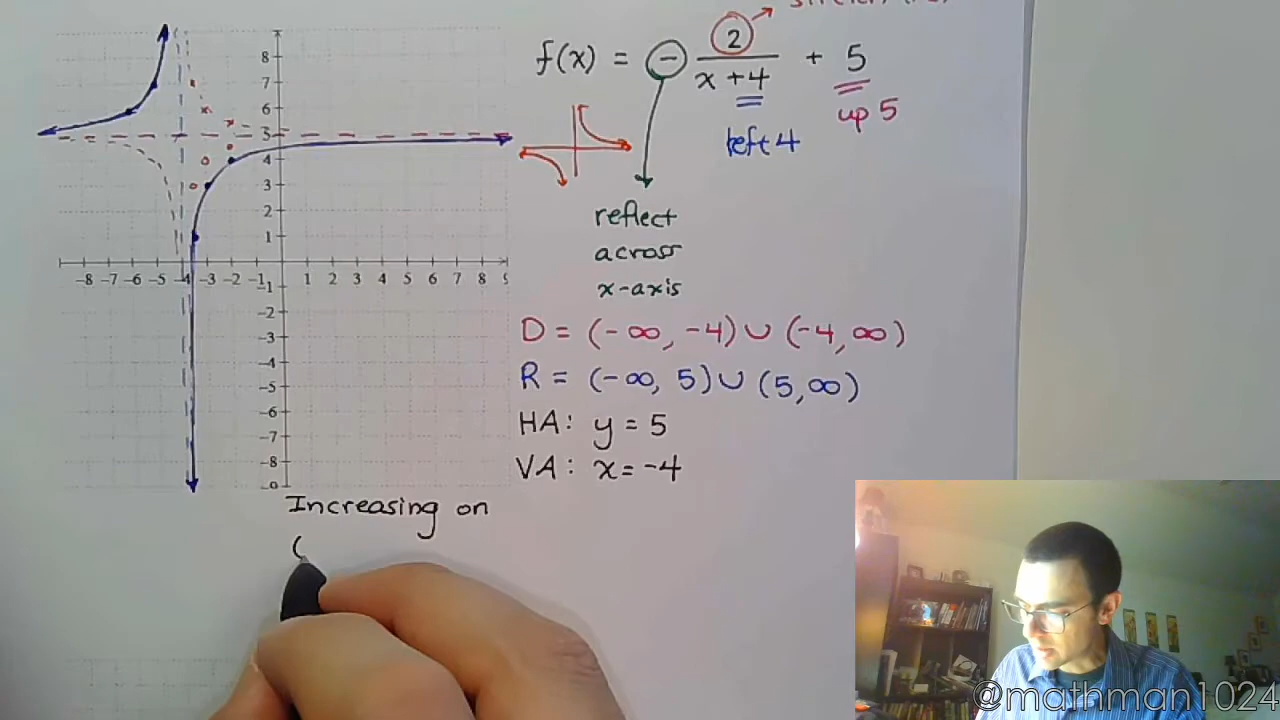 f(x) = - 2 / x + 4 + 5
left 4
up 5
reflect
across
x-axis
D = (-∞, -4) ∪ (-4, ∞)
R = (-∞, 5) ∪ (5, ∞)
HA: y = 5
VA: x = -4
Increasing on
(
8
7
6
5
4
3
2
1
-8 -7 -6 -5 -4 -3 -2 -1 1 2 3 4 5 6 7 8
-1
-2
-3
-4
-5
-6
-7
-8
@mathman1024